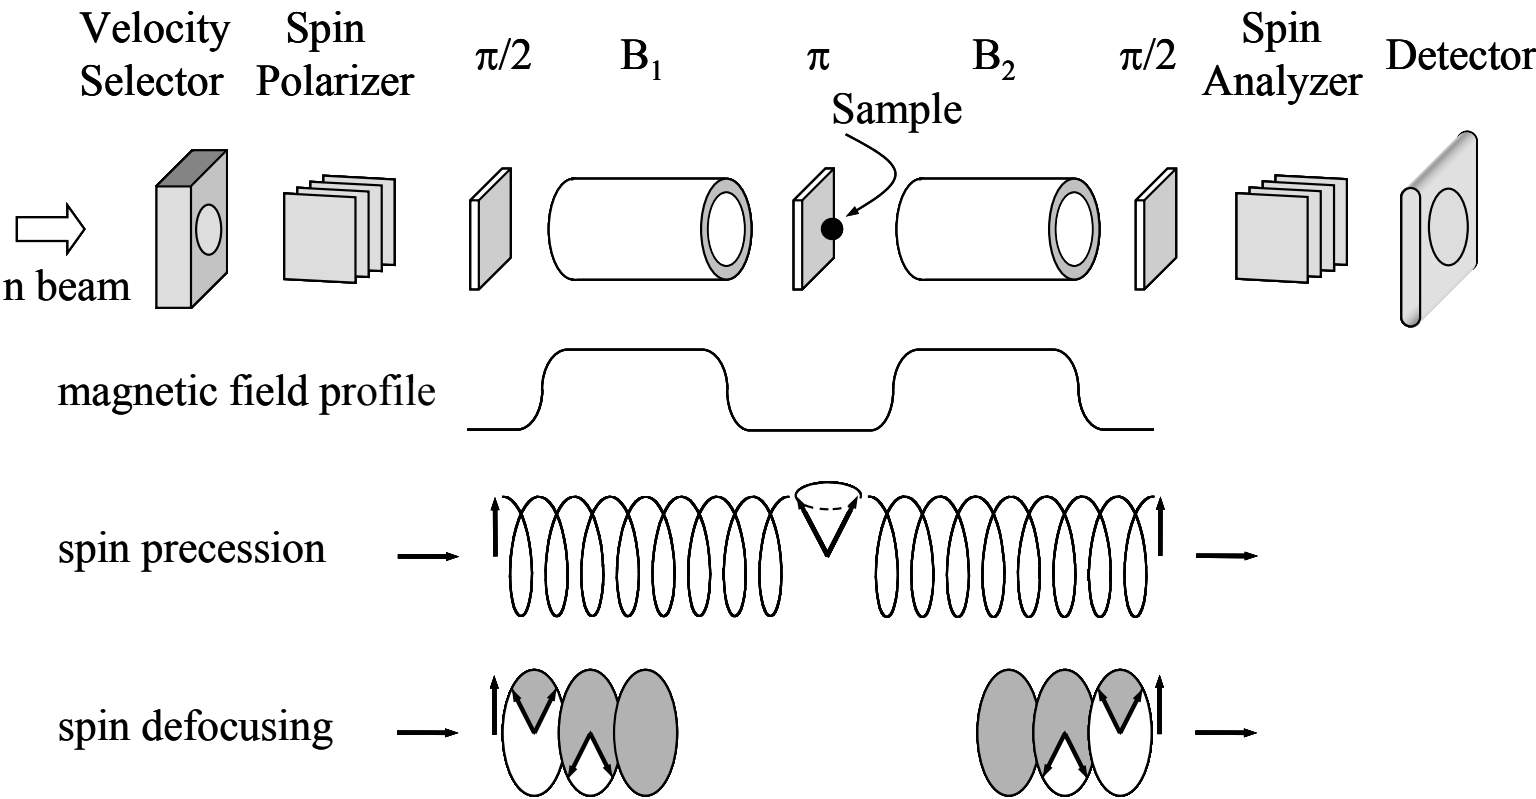 Velocity
Selector
Spin
Polarizer
π/2
B₁
π
B₂
π/2
Spin
Analyzer
Detector
Sample
n beam
magnetic field profile
spin precession
spin defocusing